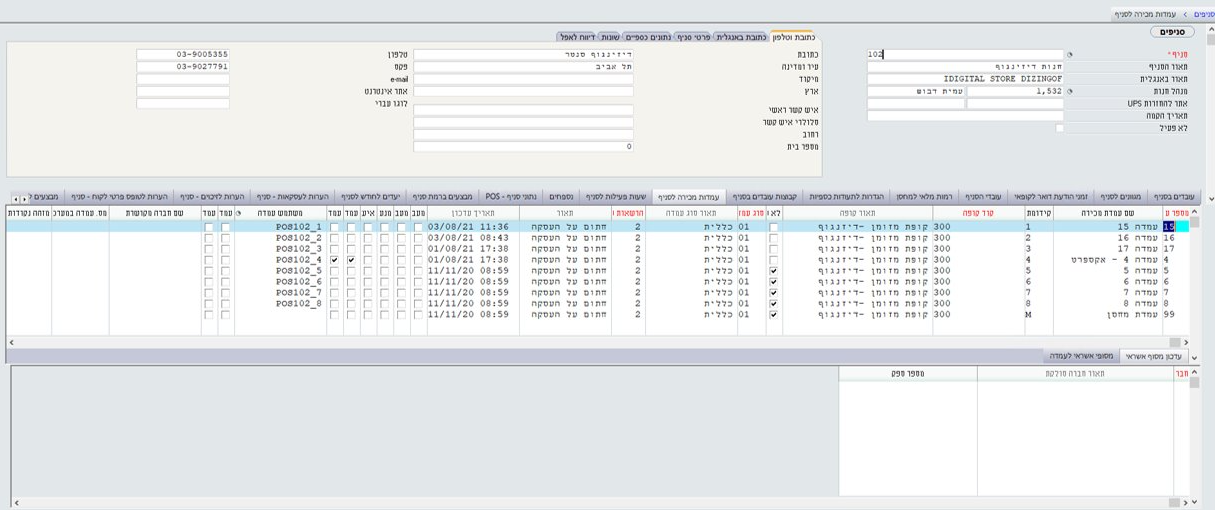 סניפים > עמדות מכירה לסניף
סניפים
סניף* 102
תאור הסניף חנות דיזינגוף
תאור באנגלית IDIGITAL STORE DIZINGOF
מנהל חנות 1,532 עמית דבוש
אתר להחזרות UPS
תאריך הקמה
לא פעיל
כתובת וטלפון כתובת באנגלית פרטי סניף נתונים כספיים שונות דיווח לאפל
כתובת דיזינגוף סנטר
עיר ומדינה תל אביב
מיקוד
ארץ
איש קשר ראשי
סלולרי איש קשר
רחוב
מספר בית 0
טלפון 03-9005355
פקס 03-9027791
e-mail
אתר אינטרנט
לוגו עברי
עובדים בסניף מגוונים לסניף זמני הודעת דואר לקופאי עובדי הסניף רמות מלאי למחסן הגדרות לתעודות כספיות קבוצות עובדים בסניף עמדות מכירה לסניף שעות פעילות לסניף נספחים נתוני סניף - POS מבצעים ברמת סניף יעדים לחודש לסניף הערות לעסקאות - סניף הערות לזיכויים - סניף הערות לטופס פרטי לקוח - סניף מבצעים
מספר ע שם עמדת מכירה קידומת קוד קופה תאור קופה לא סוג עמ תאור סוג עמדה הרשאות תאור תאריך עדכון מעב מעב מנע איש עמד עמד משתמש עמדה עמד עמד שם חברה מקושרת מס. עמדה במערכ מזהה נקודת
15 עמדה 15 1 300 קופת מזומן -דיזנגוף 01 כללית 2 חתום על העסקה 03/08/21 11:36 POS102_1
16 עמדה 16 2 300 קופת מזומן -דיזנגוף 01 כללית 2 חתום על העסקה 03/08/21 08:43 POS102_2
17 עמדה 17 3 300 קופת מזומן -דיזנגוף 01 כללית 2 חתום על העסקה 01/08/21 17:38 POS102_3
4 עמדה 4 - אקספרט 4 300 קופת מזומן -דיזנגוף 01 כללית 2 חתום על העסקה 01/08/21 17:38 POS102_4
5 עמדה 5 5 300 קופת מזומן -דיזנגוף 01 כללית 2 חתום על העסקה 11/11/20 08:59 POS102_5
6 עמדה 6 6 300 קופת מזומן -דיזנגוף 01 כללית 2 חתום על העסקה 11/11/20 08:59 POS102_6
7 עמדה 7 7 300 קופת מזומן -דיזנגוף 01 כללית 2 חתום על העסקה 11/11/20 08:59 POS102_7
8 עמדה 8 8 300 קופת מזומן -דיזנגוף 01 כללית 2 חתום על העסקה 11/11/20 08:59 POS102_8
99 עמדת מחסן M 300 קופת מזומן -דיזנגוף 01 כללית 2 חתום על העסקה 11/11/20 08:59
עדכון מסוף אשראי מסופי אשראי לעמדה
חבר תאור חברה סולקת מספר ספק